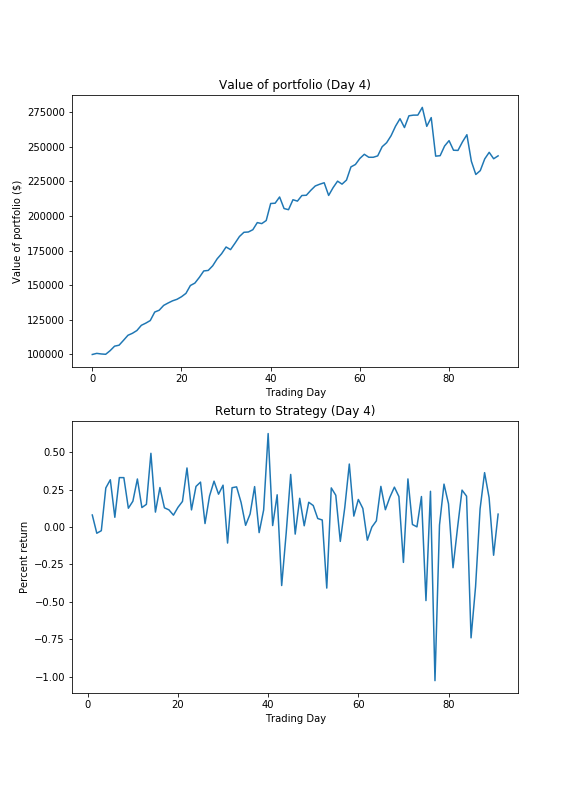 Value of portfolio (Day 4)
275000
250000
225000
200000
175000
150000
125000
100000
Value of portfolio ($)
0 20 40 60 80
Trading Day
Return to Strategy (Day 4)
0.50
0.25
0.00
−0.25
−0.50
−0.75
−1.00
Percent return
0 20 40 60 80
Trading Day